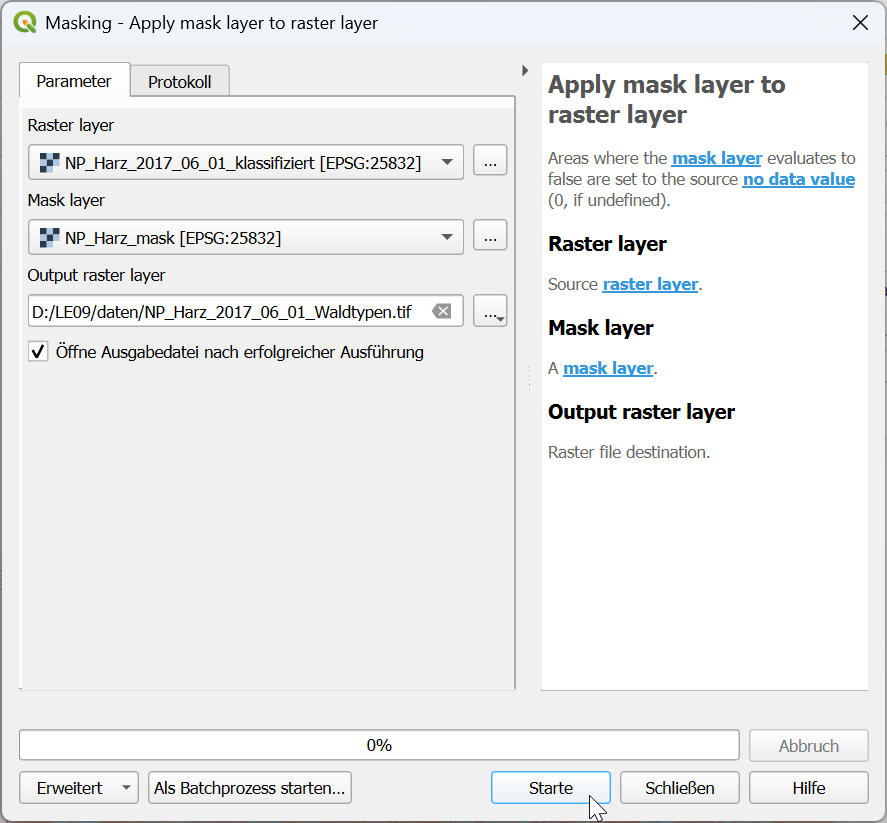 Masking - Apply mask layer to raster layer
Parameter
Protokoll
Raster layer
NP_Harz_2017_06_01_klassifiziert [EPSG:25832]
...
Mask layer
NP_Harz_mask [EPSG:25832]
...
Output raster layer
D:/LE09/daten/NP_Harz_2017_06_01_Waldtypen.tif
...
Öffne Ausgabedatei nach erfolgreicher Ausführung
Apply mask layer to
raster layer
Areas where the mask layer evaluates to
false are set to the source no data value
(0, if undefined).
Raster layer
Source raster layer.
Mask layer
A mask layer.
Output raster layer
Raster file destination.
0%
Abbruch
Erweitert
Als Batchprozess starten...
Starte
Schließen
Hilfe